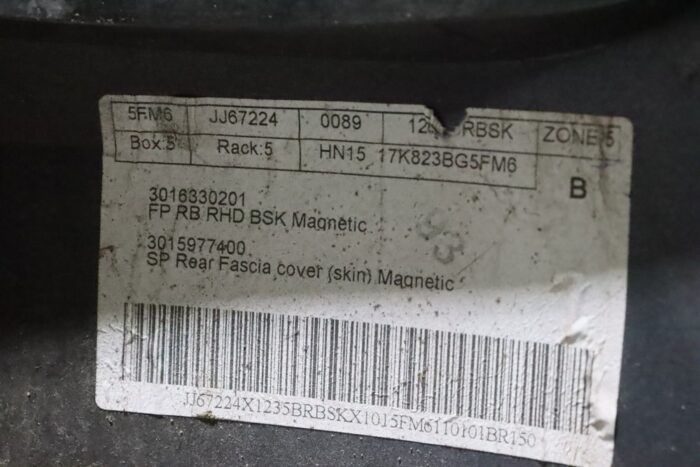 5FM6 JJ67224 0089 RBSK ZONE 5
Box:5 Rack:5 HN15 17K823BG5FM6
B
3016330201
FP RB RHD BSK Magnetic
93
3015977400
SP Rear Fascia cover (skin) Magnetic
JJ67224X1235BRBSKX1015FM6110101BR150